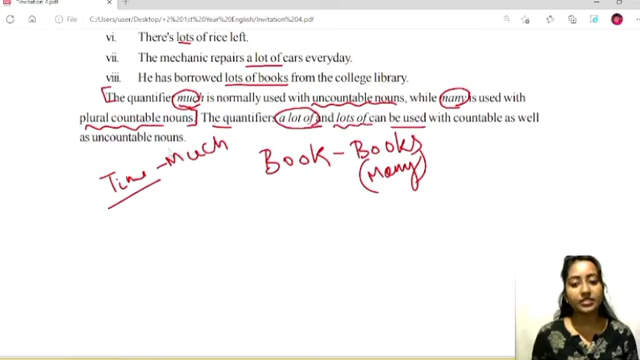 Invitation 4.pdf
C:/Users/user/Desktop/+2%201st%20Year%20English/Invitation%204.pdf
vi. There's lots of rice left.
vii. The mechanic repairs a lot of cars everyday.
viii. He has borrowed lots of books from the college library.
The quantifier much is normally used with uncountable nouns, while many is used with
plural countable nouns. The quantifiers a lot of and lots of can be used with countable as well
as uncountable nouns.
Time - Much Book - Books
(Many)